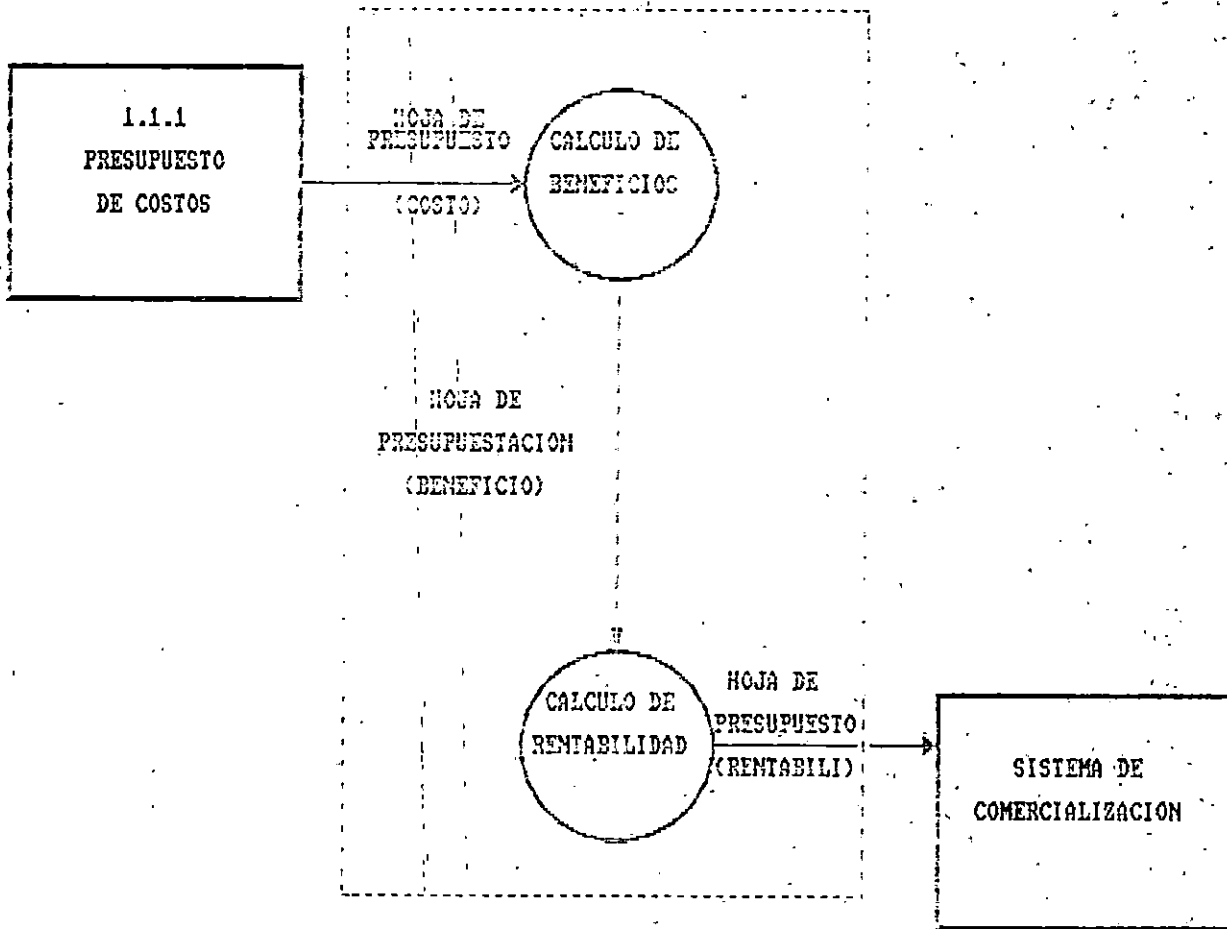 1.1.1
PRESUPUESTO
DE COSTOS
HOJA DE
PRESUPUESTO
(COSTO)
CALCULO DE
BENEFICIOS
HOJA DE
PRESUPUESTACION
(BENEFICIO)
CALCULO DE
RENTABILIDAD
HOJA DE
PRESUPUESTO
(RENTABILI)
SISTEMA DE
COMERCIALIZACION